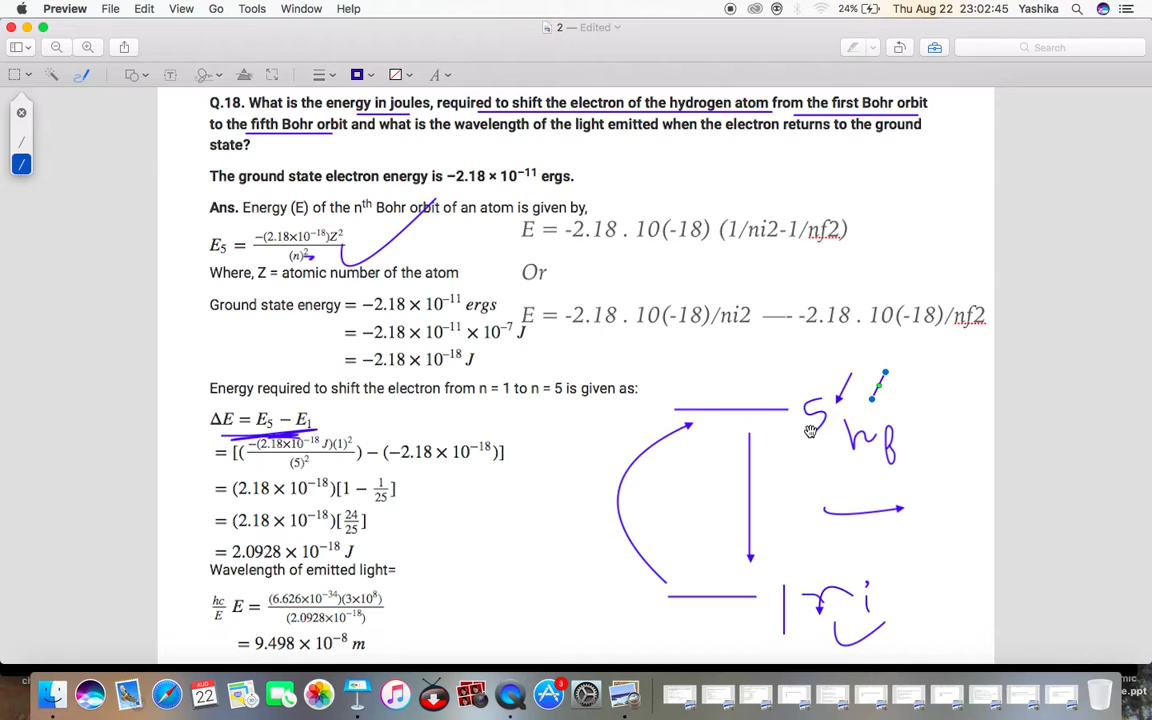 Preview File Edit View Go Tools Window Help 24% Thu Aug 22 23:02:45 Yashika
2 — Edited
Search
Q.18. What is the energy in joules, required to shift the electron of the hydrogen atom from the first Bohr orbit
to the fifth Bohr orbit and what is the wavelength of the light emitted when the electron returns to the ground
state?
The ground state electron energy is −2.18 × 10⁻¹¹ ergs.
Ans. Energy (E) of the nᵗʰ Bohr orbit of an atom is given by,
E₅ = −(2.18×10⁻¹⁸)Z² / (n)²
E = -2.18 . 10(-18) (1/ni2-1/nf2)
Where, Z = atomic number of the atom
Or
Ground state energy = −2.18 × 10⁻¹¹ ergs
E = -2.18 . 10(-18)/ni2 —- -2.18 . 10(-18)/nf2
= −2.18 × 10⁻¹¹ × 10⁻⁷ J
= −2.18 × 10⁻¹⁸ J
Energy required to shift the electron from n = 1 to n = 5 is given as:
ΔE = E₅ − E₁
5
nf
= [(−(2.18×10⁻¹⁸ J)(1)² / (5)²) − (−2.18 × 10⁻¹⁸)]
= (2.18 × 10⁻¹⁸)[1 − 1/25]
= (2.18 × 10⁻¹⁸)[24/25]
= 2.0928 × 10⁻¹⁸ J
Wavelength of emitted light=
hc/E E = (6.626×10⁻³⁴)(3×10⁸) / (2.0928×10⁻¹⁸)
1 ni
= 9.498 × 10⁻⁸ m
AUG
22
3
e.ppt